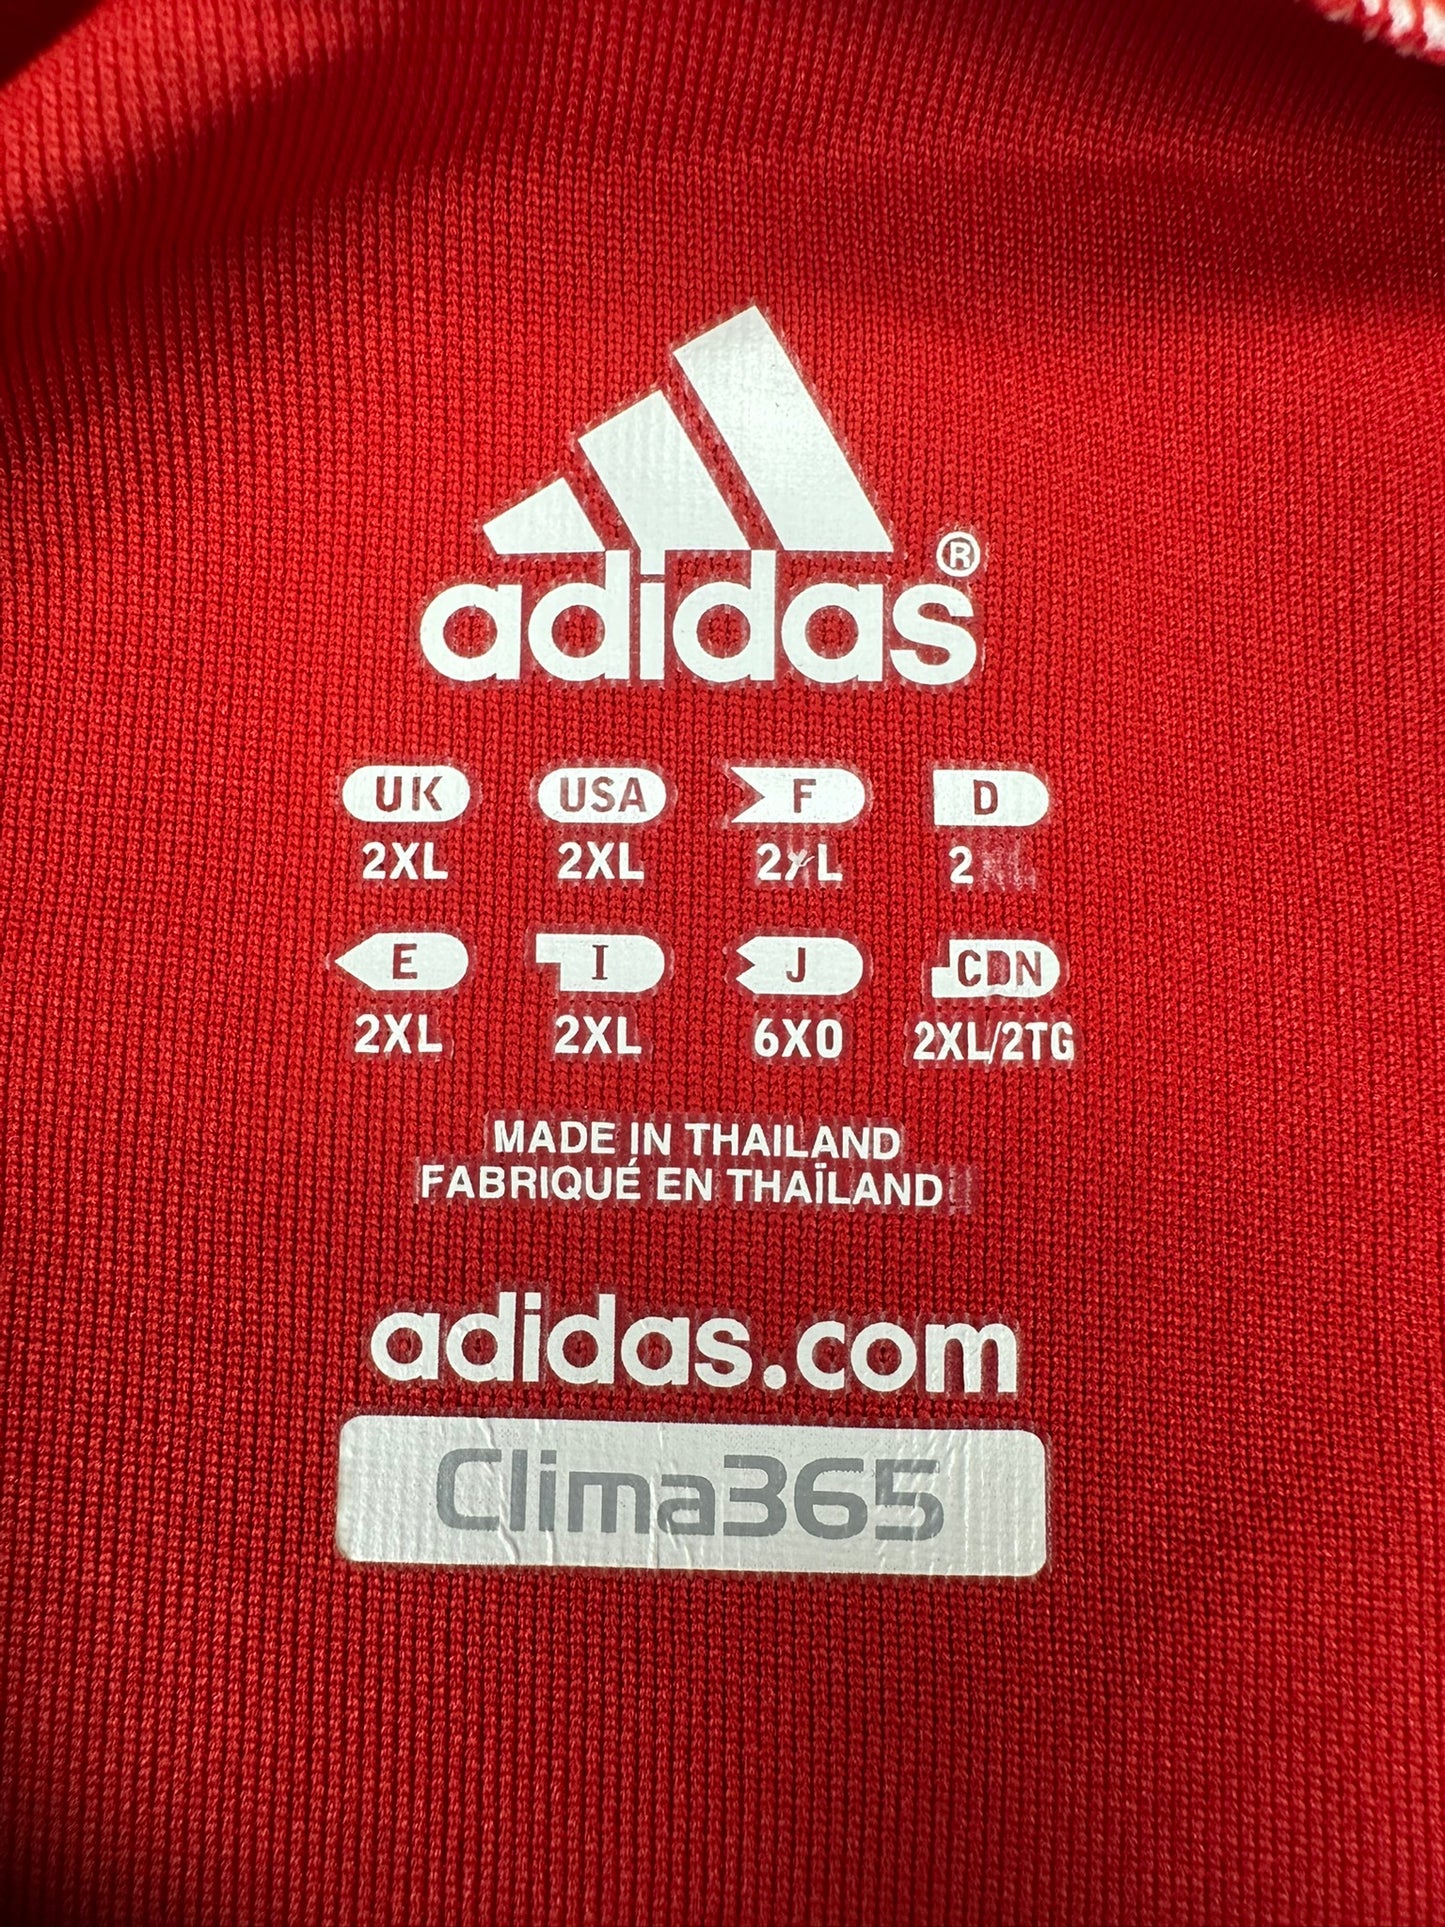 adidas®
UK USA F D
2XL 2XL 2XL 2
E I J CDN
2XL 2XL 6XO 2XL/2TG
MADE IN THAILAND
FABRIQUÉ EN THAÏLAND
adidas.com
Clima365